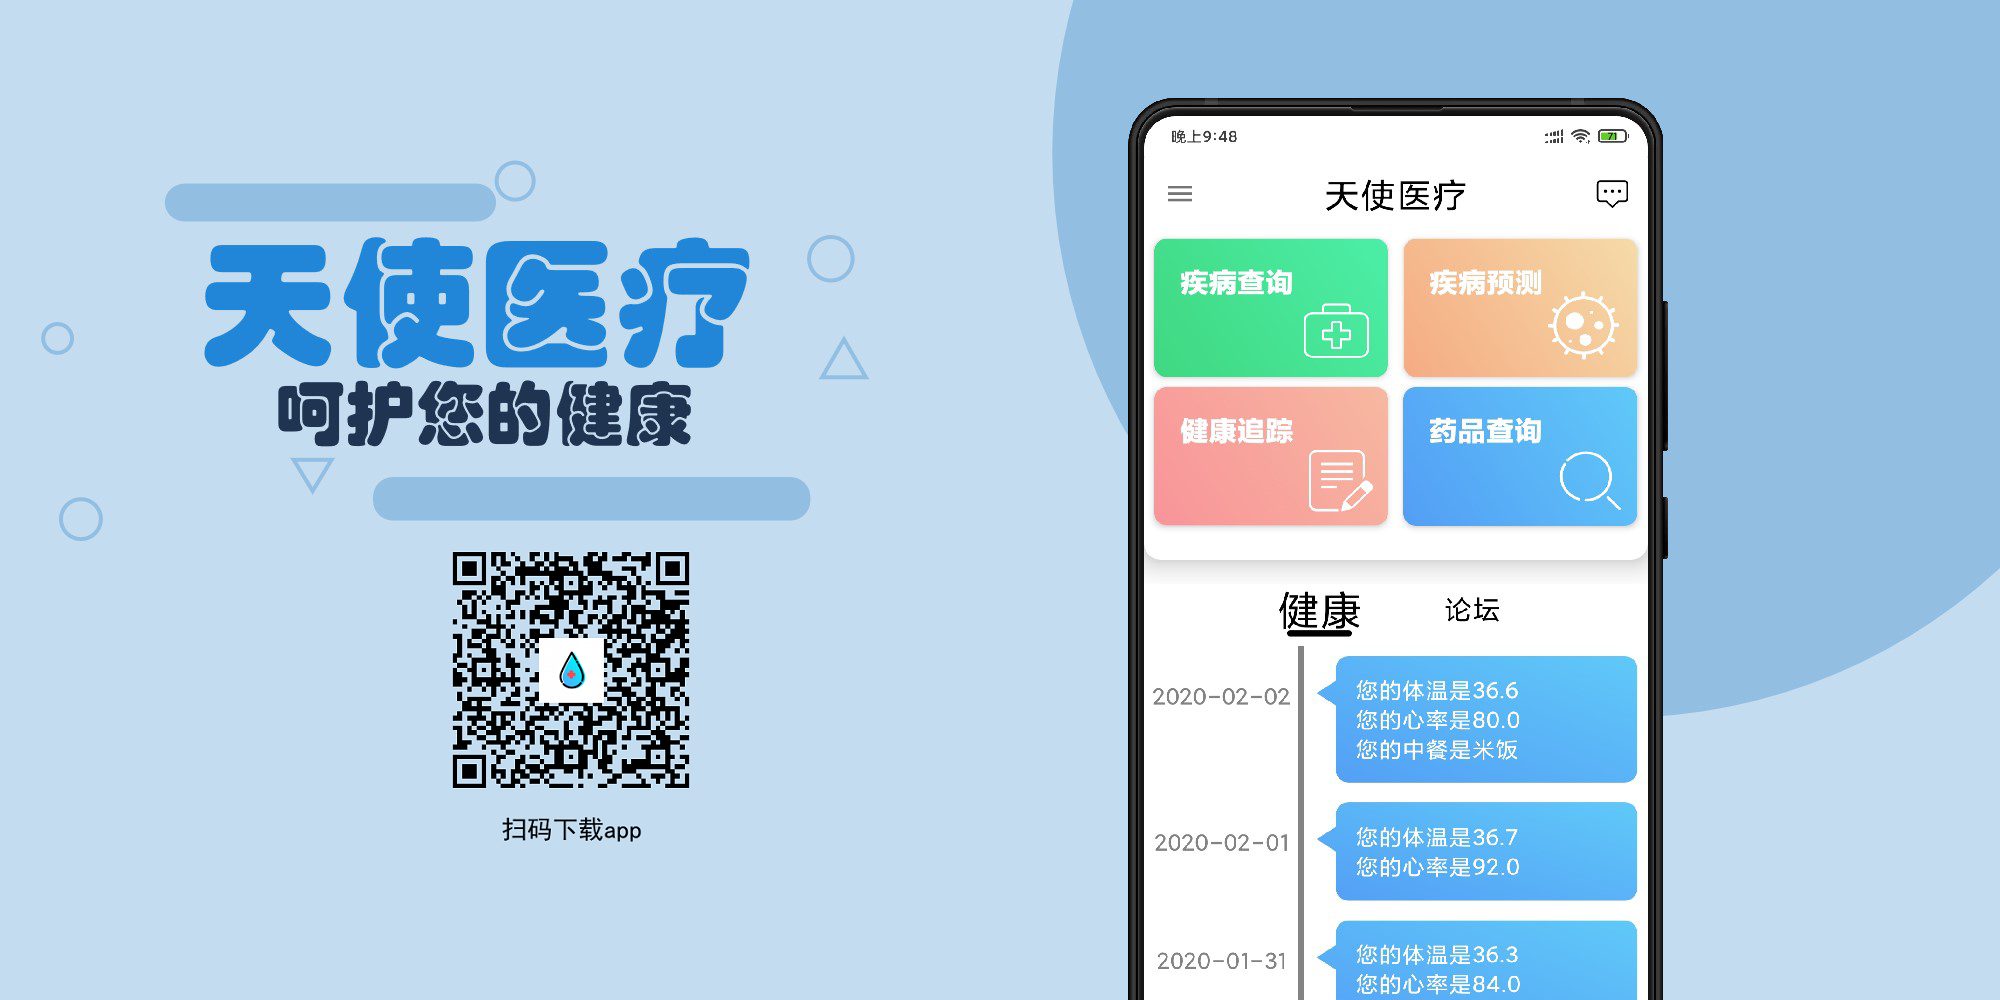 天使医疗
呵护您的健康
扫码下载app
晚上9:48
71
天使医疗
疾病查询
疾病预测
健康追踪
药品查询
健康
论坛
2020-02-02
您的体温是36.6
您的心率是80.0
您的中餐是米饭
2020-02-01
您的体温是36.7
您的心率是92.0
2020-01-31
您的体温是36.3
您的心率是84.0